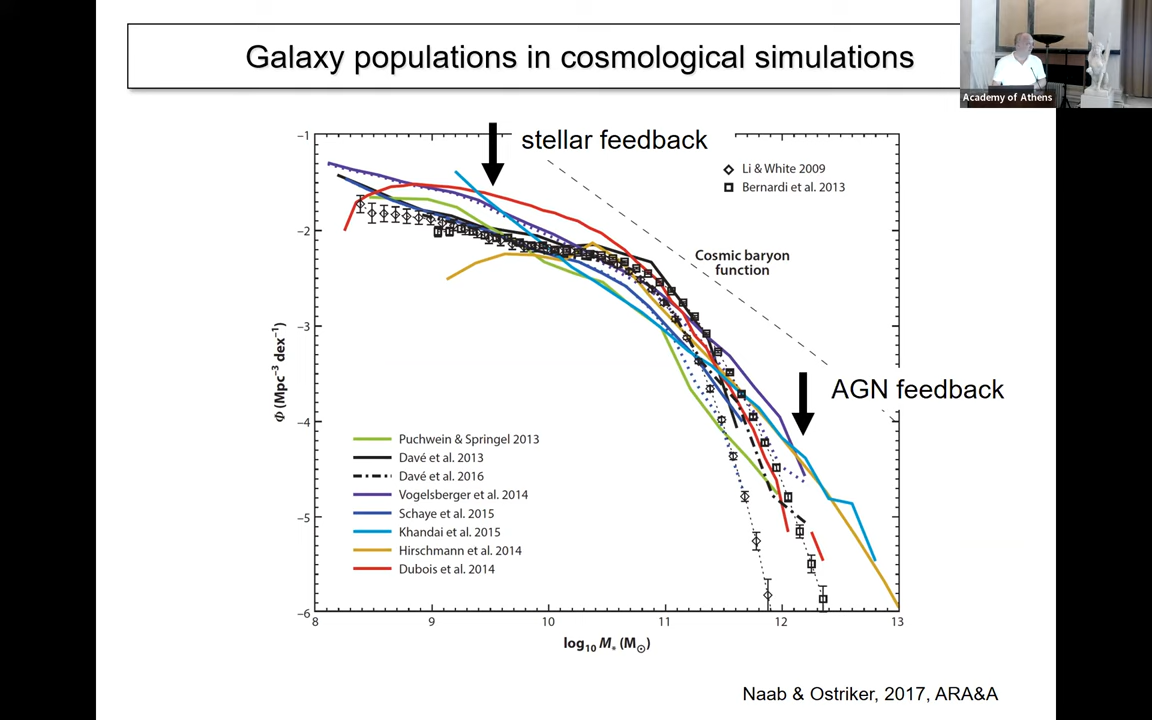 Galaxy populations in cosmological simulations
Academy of Athens
stellar feedback
Li & White 2009
Bernardi et al. 2013
Cosmic baryon
function
AGN feedback
Φ (Mpc⁻³ dex⁻¹)
−1
−2
−3
−4
−5
−6
Puchwein & Springel 2013
Davé et al. 2013
Davé et al. 2016
Vogelsberger et al. 2014
Schaye et al. 2015
Khandai et al. 2015
Hirschmann et al. 2014
Dubois et al. 2014
8 9 10 11 12 13
log₁₀ M* (M⊙)
Naab & Ostriker, 2017, ARA&A